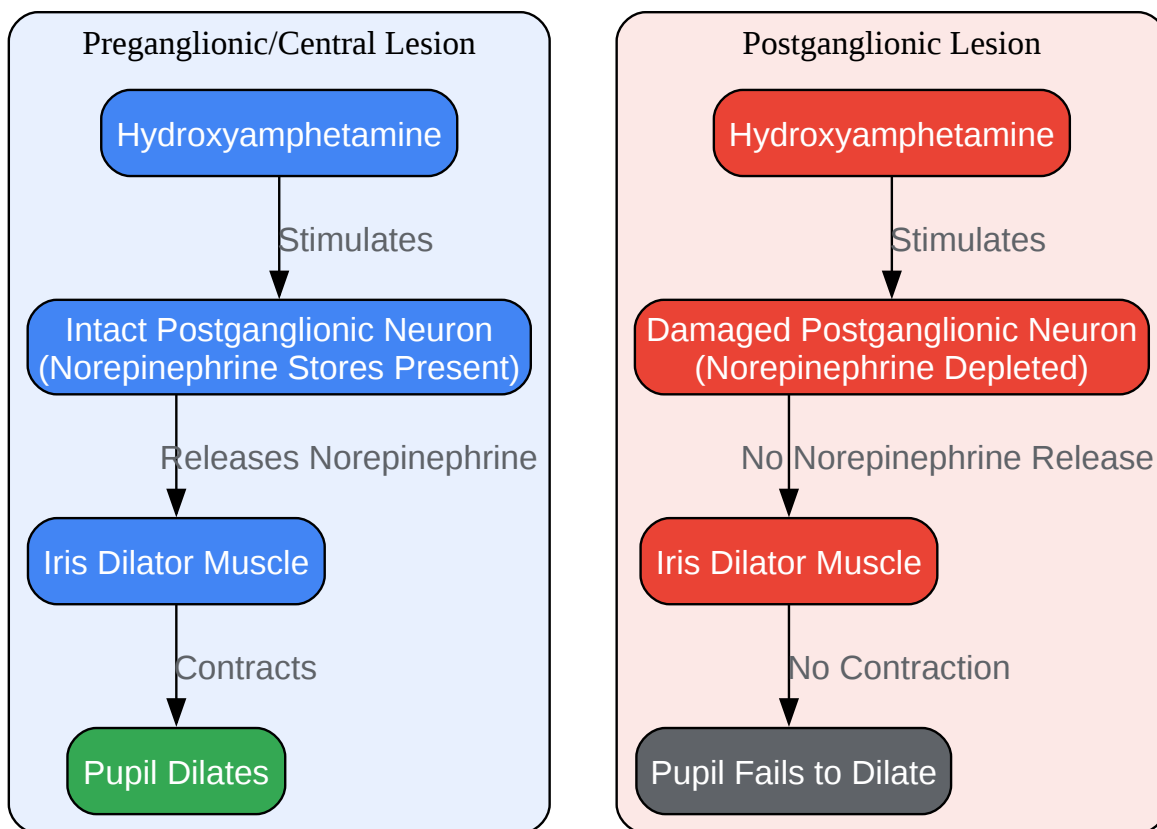 Preganglionic/Central Lesion
Hydroxyamphetamine
Stimulates
Intact Postganglionic Neuron
(Norepinephrine Stores Present)
Releases Norepinephrine
Iris Dilator Muscle
Contracts
Pupil Dilates
Postganglionic Lesion
Hydroxyamphetamine
Stimulates
Damaged Postganglionic Neuron
(Norepinephrine Depleted)
No Norepinephrine Release
Iris Dilator Muscle
No Contraction
Pupil Fails to Dilate